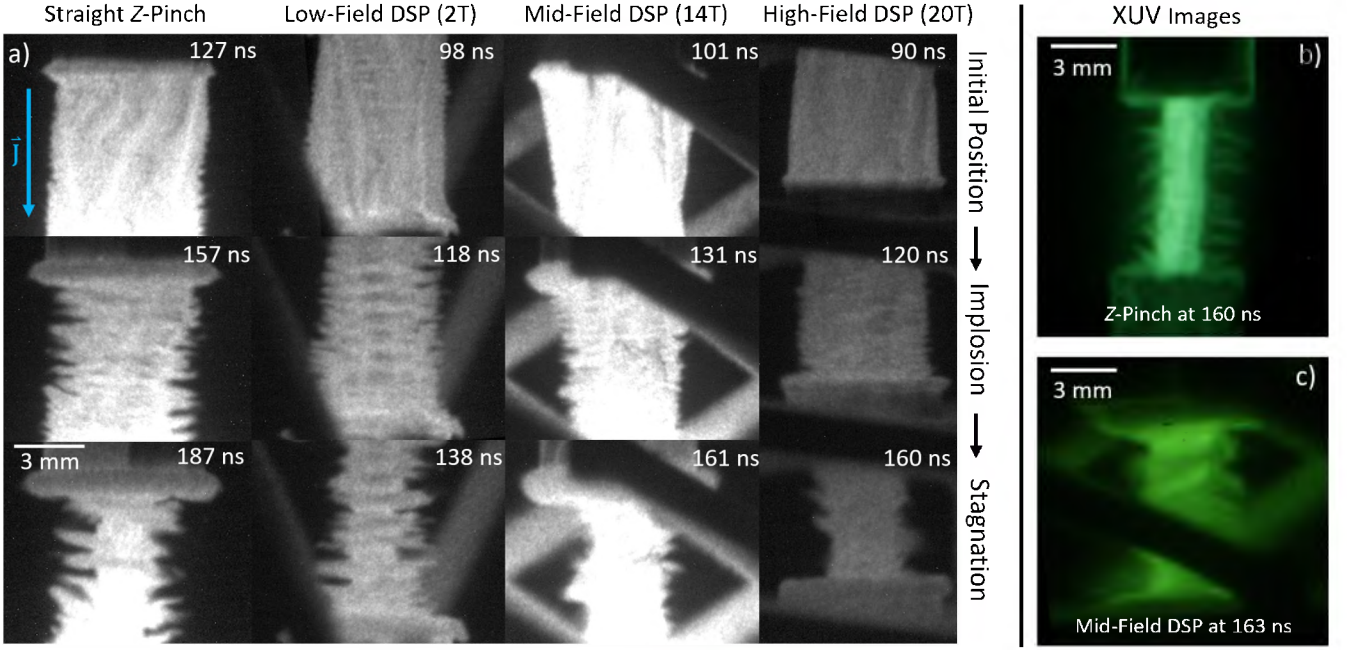 Straight Z-Pinch Low-Field DSP (2T) Mid-Field DSP (14T) High-Field DSP (20T) XUV Images
a) 127 ns 98 ns 101 ns 90 ns
J
Initial Position
157 ns 118 ns 131 ns 120 ns
Implosion
3 mm 187 ns 138 ns 161 ns 160 ns
Stagnation
3 mm b)
Z-Pinch at 160 ns
3 mm c)
Mid-Field DSP at 163 ns